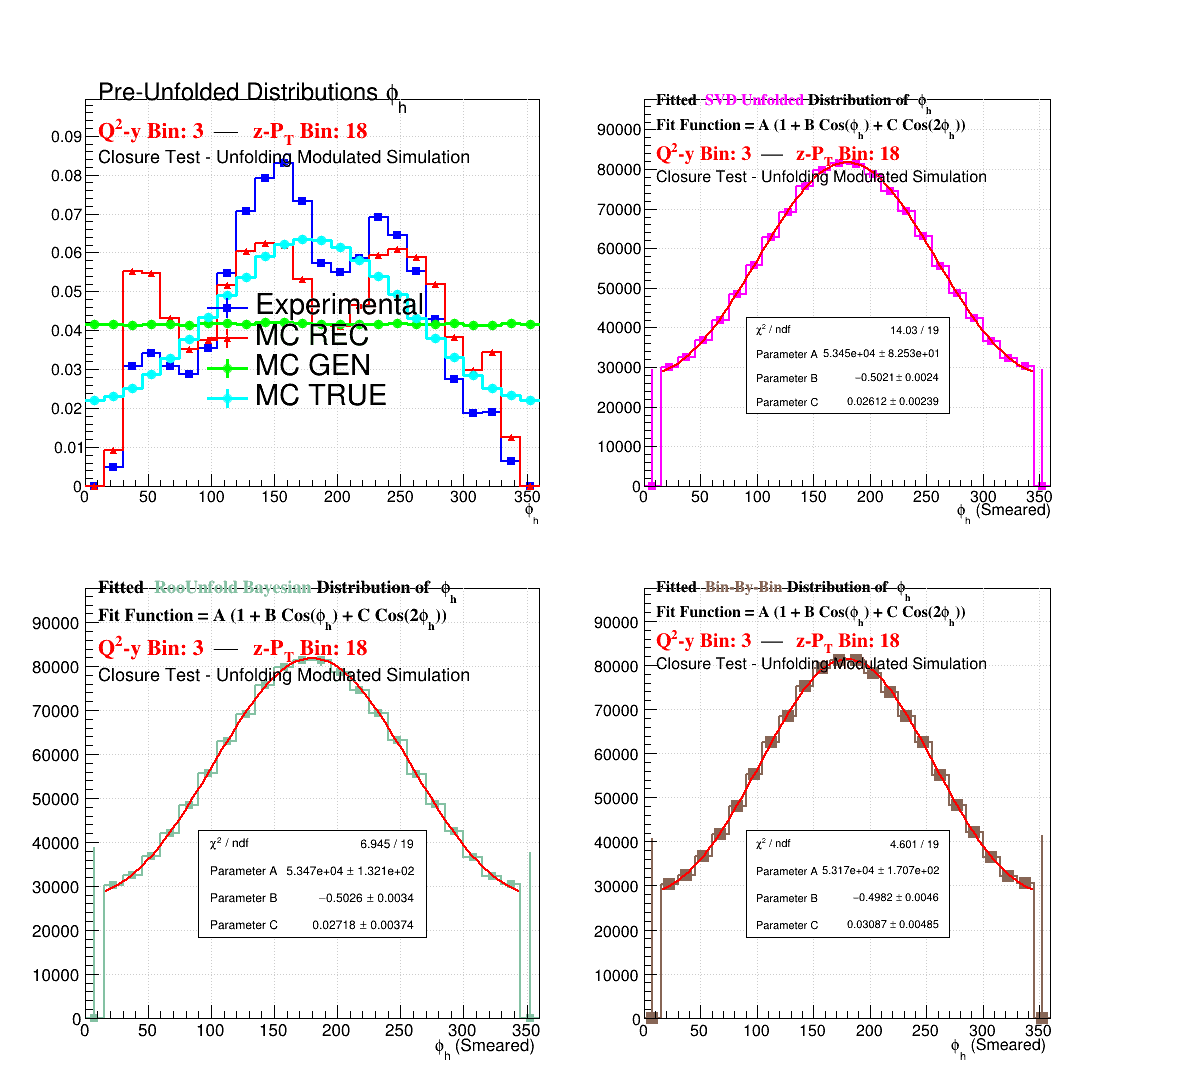 Pre-Unfolded Distributions ϕh
Q²-y Bin: 3 — z-PT Bin: 18
Closure Test - Unfolding Modulated Simulation
0.09
0.08
0.07
0.06
0.05
0.04
0.03
0.02
0.01
0
Experimental
MC REC
MC GEN
MC TRUE
0 50 100 150 200 250 300 350
ϕh
Fitted SVD Unfolded Distribution of ϕh
Fit Function = A (1 + B Cos(ϕh) + C Cos(2ϕh))
Q²-y Bin: 3 — z-PT Bin: 18
Closure Test - Unfolding Modulated Simulation
90000
80000
70000
60000
50000
40000
30000
20000
10000
0
χ² / ndf 14.03 / 19
Parameter A 5.345e+04 ± 8.253e+01
Parameter B −0.5021 ± 0.0024
Parameter C 0.02612 ± 0.00239
0 50 100 150 200 250 300 350
ϕh (Smeared)
Fitted RooUnfold Bayesian Distribution of ϕh
Fit Function = A (1 + B Cos(ϕh) + C Cos(2ϕh))
Q²-y Bin: 3 — z-PT Bin: 18
Closure Test - Unfolding Modulated Simulation
90000
80000
70000
60000
50000
40000
30000
20000
10000
0
χ² / ndf 6.945 / 19
Parameter A 5.347e+04 ± 1.321e+02
Parameter B −0.5026 ± 0.0034
Parameter C 0.02718 ± 0.00374
0 50 100 150 200 250 300 350
ϕh (Smeared)
Fitted Bin-By-Bin Distribution of ϕh
Fit Function = A (1 + B Cos(ϕh) + C Cos(2ϕh))
Q²-y Bin: 3 — z-PT Bin: 18
Closure Test - Unfolding Modulated Simulation
90000
80000
70000
60000
50000
40000
30000
20000
10000
0
χ² / ndf 4.601 / 19
Parameter A 5.317e+04 ± 1.707e+02
Parameter B −0.4982 ± 0.0046
Parameter C 0.03087 ± 0.00485
0 50 100 150 200 250 300 350
ϕh (Smeared)